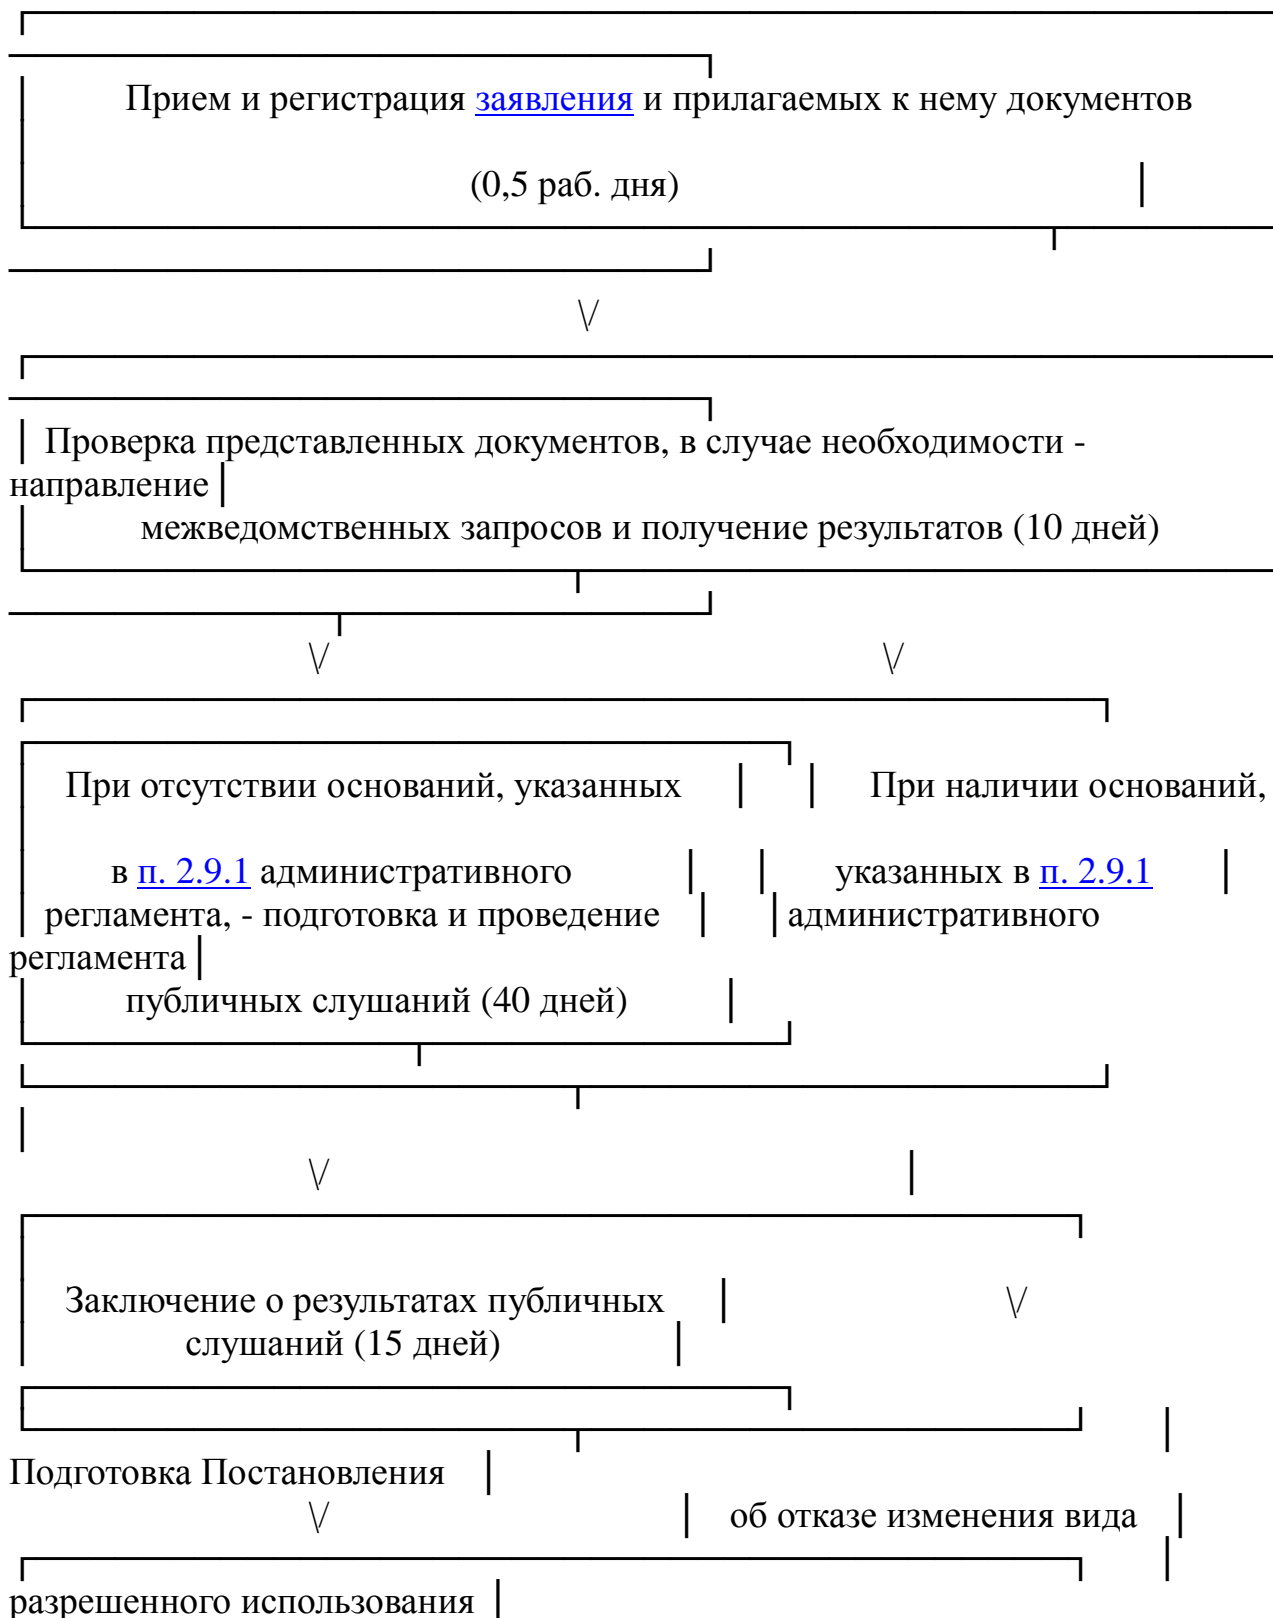 Прием и регистрация заявления и прилагаемых к нему документов
(0,5 раб. дня)
\/
Проверка представленных документов, в случае необходимости -
направление
межведомственных запросов и получение результатов (10 дней)
\/ \/
При отсутствии оснований, указанных При наличии оснований,
в п. 2.9.1 административного указанных в п. 2.9.1
регламента, - подготовка и проведение административного
регламента
публичных слушаний (40 дней)
\/
Заключение о результатах публичных \/
слушаний (15 дней)
Подготовка Постановления
\/ об отказе изменения вида
разрешенного использования